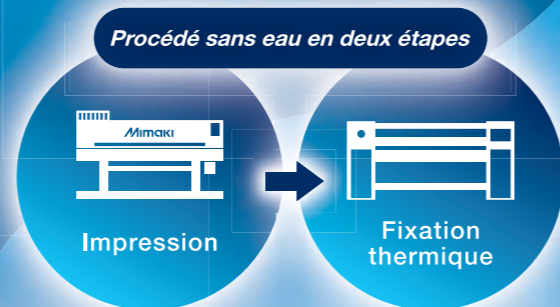 Procédé sans eau en deux étapes
Mimaki
Impression
Fixation
thermique